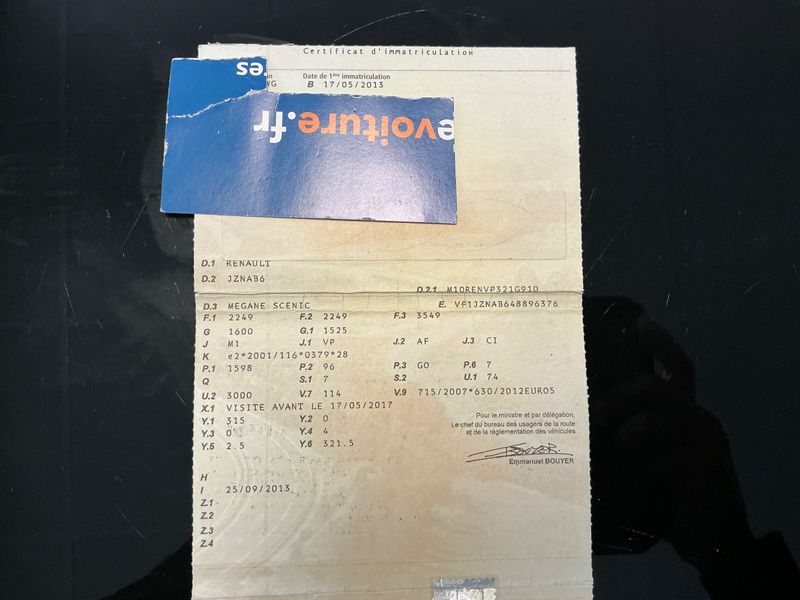 Certificat d'immatriculation
Date de 1ère immatriculation
NG B 17/05/2013
res
evoiture.fr
D.1 RENAULT
D.2 JZNAB6
D.2.1 M10RENVP321G910
D.3 MEGANE SCENIC E. VF1JZNAB648896376
F.1 2249 F.2 2249 F.3 3549
G 1600 G.1 1525
J M1 J.1 VP J.2 AF J.3 CI
K e2*2001/116*0379*28
P.1 1598 P.2 96 P.3 GO P.6 7
Q S.1 7 S.2 U.1 74
U.2 3000 V.7 114 V.9 715/2007*630/2012EURO5
X.1 VISITE AVANT LE 17/05/2017
Y.1 315 Y.2 0
Y.3 0 Y.4 4
Y.5 2.5 Y.6 321.5
Pour le ministre et par délégation,
Le chef du bureau des usagers de la route
et de la réglementation des véhicules
Emmanuel BOUYER
H
I 25/09/2013
Z.1
Z.2
Z.3
Z.4